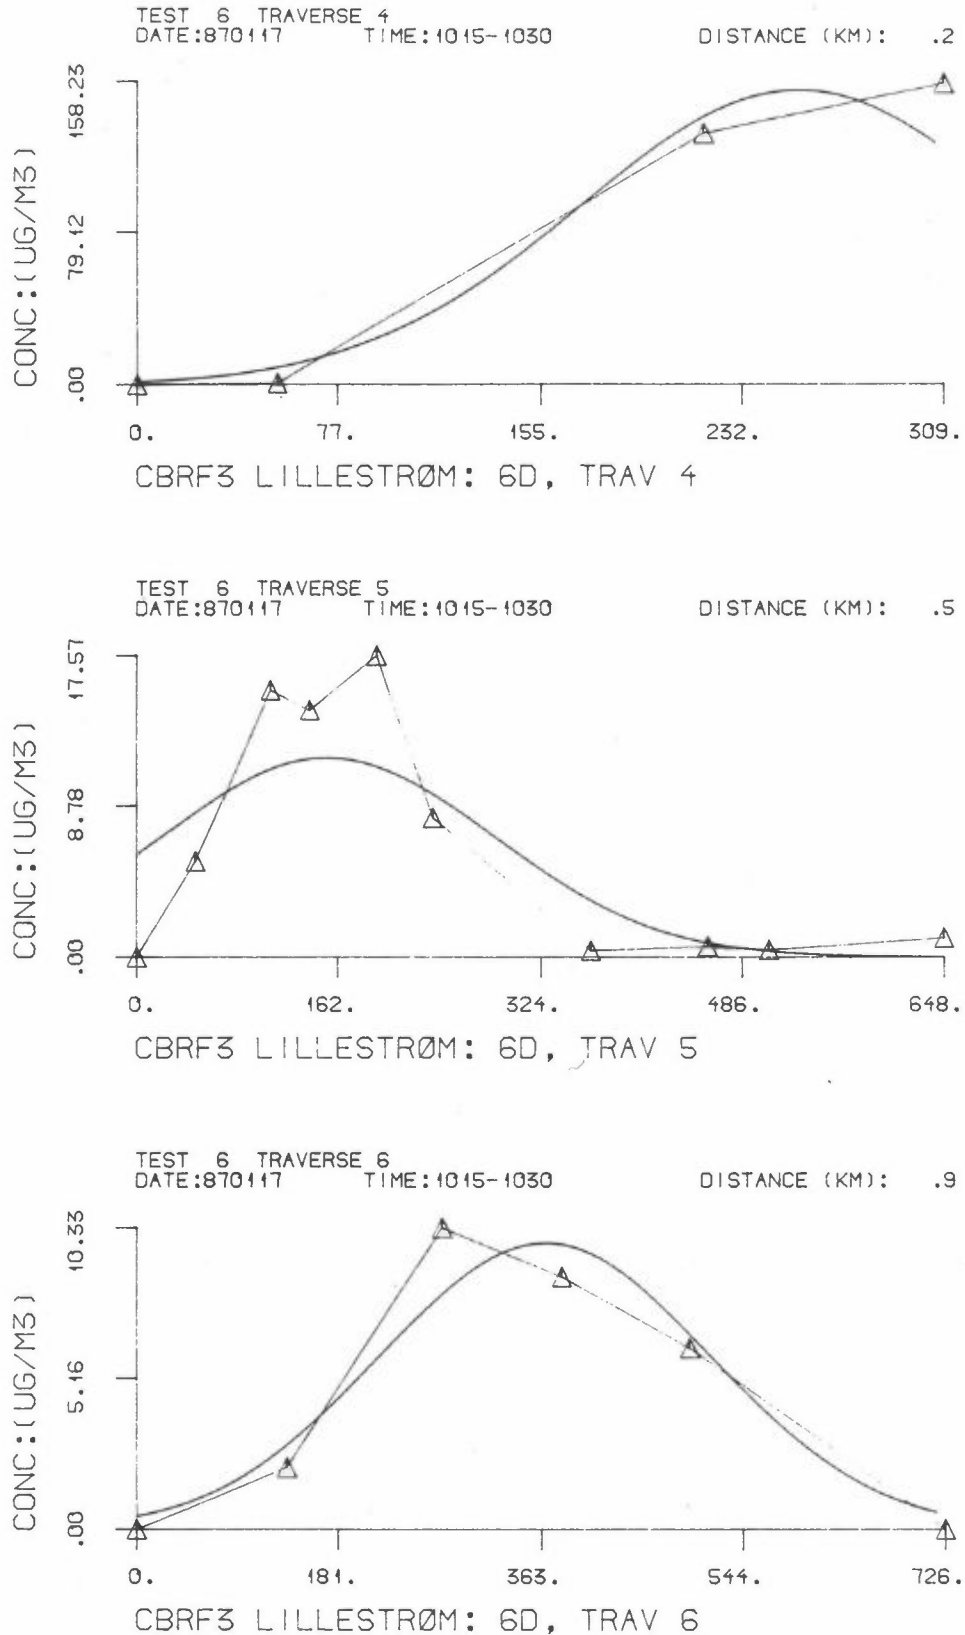 TEST 6 TRAVERSE 4
DATE:870117 TIME:1015-1030 DISTANCE (KM): .2
CONC:(UG/M3)
158.23
79.12
.00
0. 77. 155. 232. 309.
CBRF3 LILLESTRØM: 6D, TRAV 4
TEST 6 TRAVERSE 5
DATE:870117 TIME:1015-1030 DISTANCE (KM): .5
CONC:(UG/M3)
17.57
8.78
.00
0. 162. 324. 486. 648.
CBRF3 LILLESTRØM: 6D, TRAV 5
TEST 6 TRAVERSE 6
DATE:870117 TIME:1015-1030 DISTANCE (KM): .9
CONC:(UG/M3)
10.33
5.16
.00
0. 181. 363. 544. 726.
CBRF3 LILLESTRØM: 6D, TRAV 6